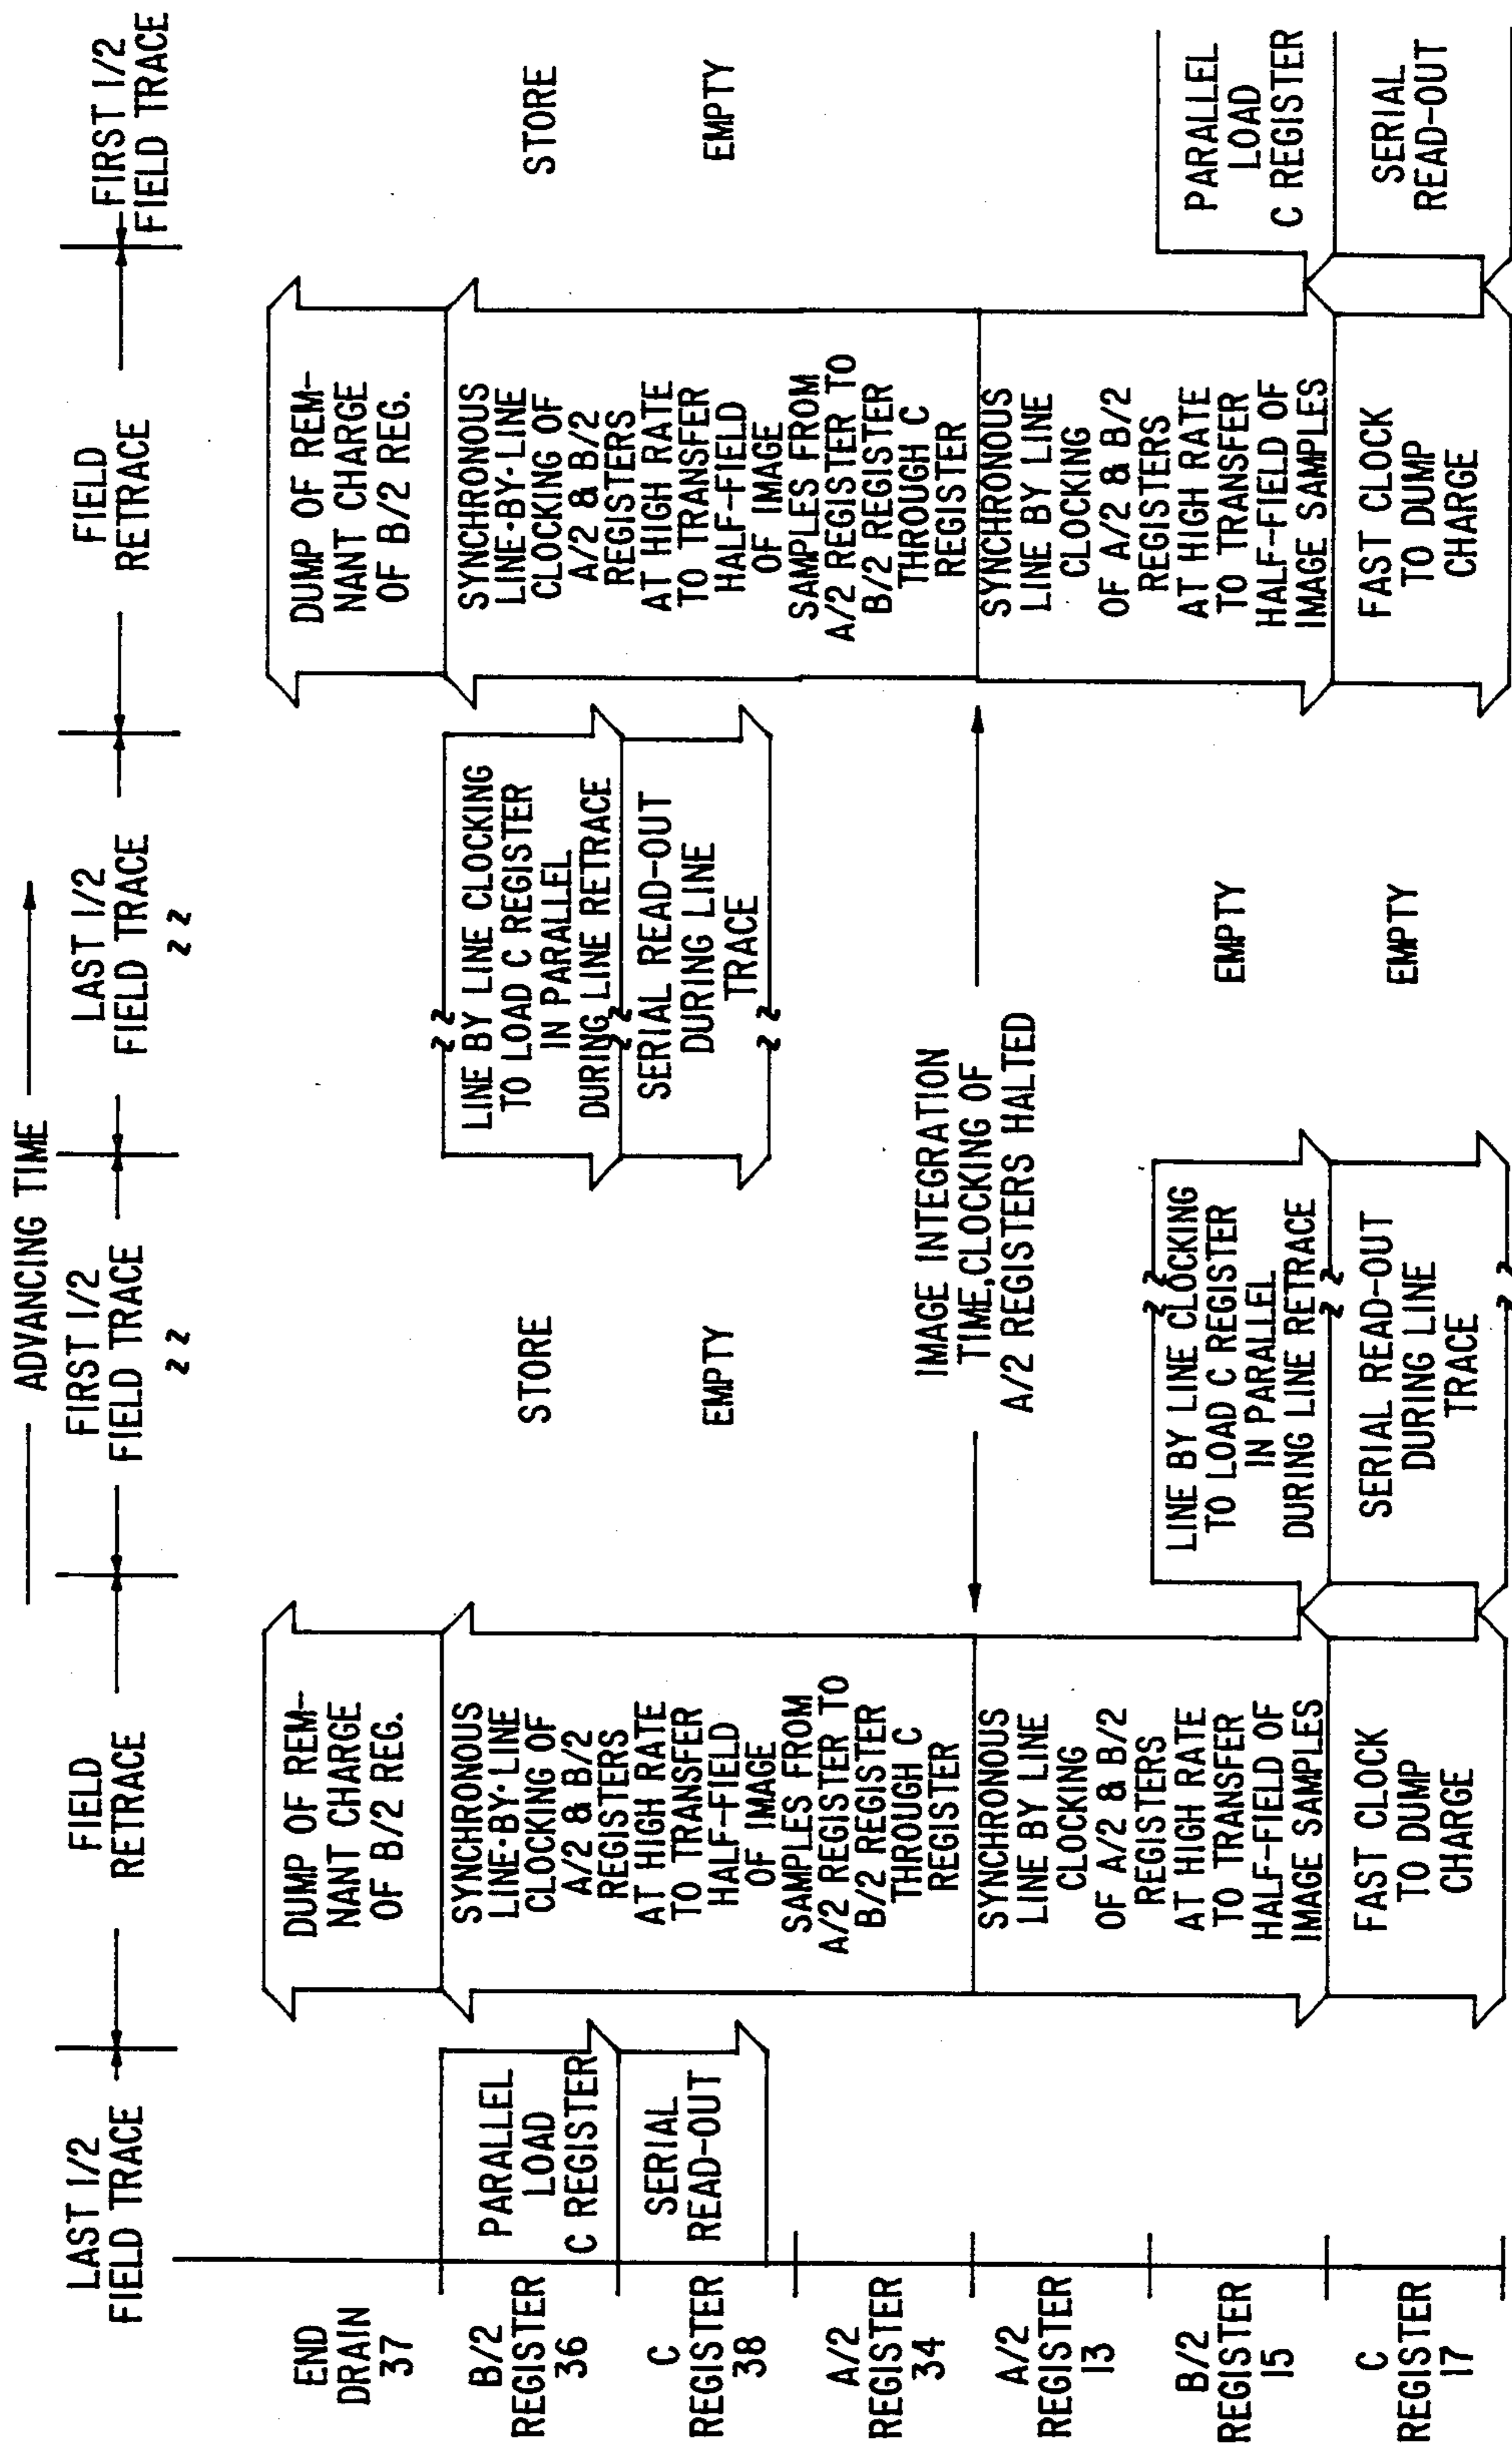 ADVANCING TIME
LAST 1/2
FIELD TRACE
FIELD
RETRACE
FIRST 1/2
FIELD TRACE
LAST 1/2
FIELD TRACE
FIELD
RETRACE
FIRST 1/2
FIELD TRACE
END
DRAIN
37
DUMP OF REM-
NANT CHARGE
OF B/2 REG.
DUMP OF REM-
NANT CHARGE
OF B/2 REG.
B/2
REGISTER
36
PARALLEL
LOAD
C REGISTER
SYNCHRONOUS
LINE-BY-LINE
CLOCKING OF
A/2 & B/2
REGISTERS
AT HIGH RATE
TO TRANSFER
HALF-FIELD
OF IMAGE
SAMPLES FROM
A/2 REGISTER TO
B/2 REGISTER
THROUGH C
REGISTER
STORE
LINE BY LINE CLOCKING
TO LOAD C REGISTER
IN PARALLEL
DURING LINE RETRACE
SYNCHRONOUS
LINE-BY-LINE
CLOCKING OF
A/2 & B/2
REGISTERS
AT HIGH RATE
TO TRANSFER
HALF-FIELD
OF IMAGE
SAMPLES FROM
A/2 REGISTER TO
B/2 REGISTER
THROUGH C
REGISTER
STORE
C
REGISTER
38
SERIAL
READ-OUT
EMPTY
SERIAL READ-OUT
DURING LINE
TRACE
EMPTY
A/2
REGISTER
34
IMAGE INTEGRATION
TIME,CLOCKING OF
A/2 REGISTERS HALTED
A/2
REGISTER
13
SYNCHRONOUS
LINE BY LINE
CLOCKING
OF A/2 & B/2
REGISTERS
AT HIGH RATE
TO TRANSFER
HALF-FIELD OF
IMAGE SAMPLES
SYNCHRONOUS
LINE BY LINE
CLOCKING
OF A/2 & B/2
REGISTERS
AT HIGH RATE
TO TRANSFER
HALF-FIELD OF
IMAGE SAMPLES
B/2
REGISTER
15
LINE BY LINE CLOCKING
TO LOAD C REGISTER
IN PARALLEL
DURING LINE RETRACE
EMPTY
PARALLEL
LOAD
C REGISTER
C
REGISTER
17
FAST CLOCK
TO DUMP
CHARGE
SERIAL READ-OUT
DURING LINE
TRACE
EMPTY
FAST CLOCK
TO DUMP
CHARGE
SERIAL
READ-OUT